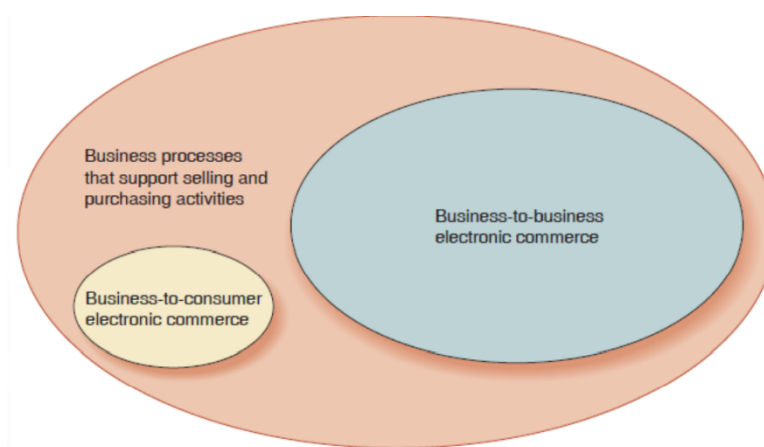 Business processes
that support selling and
purchasing activities
Business-to-business
electronic commerce
Business-to-consumer
electronic commerce